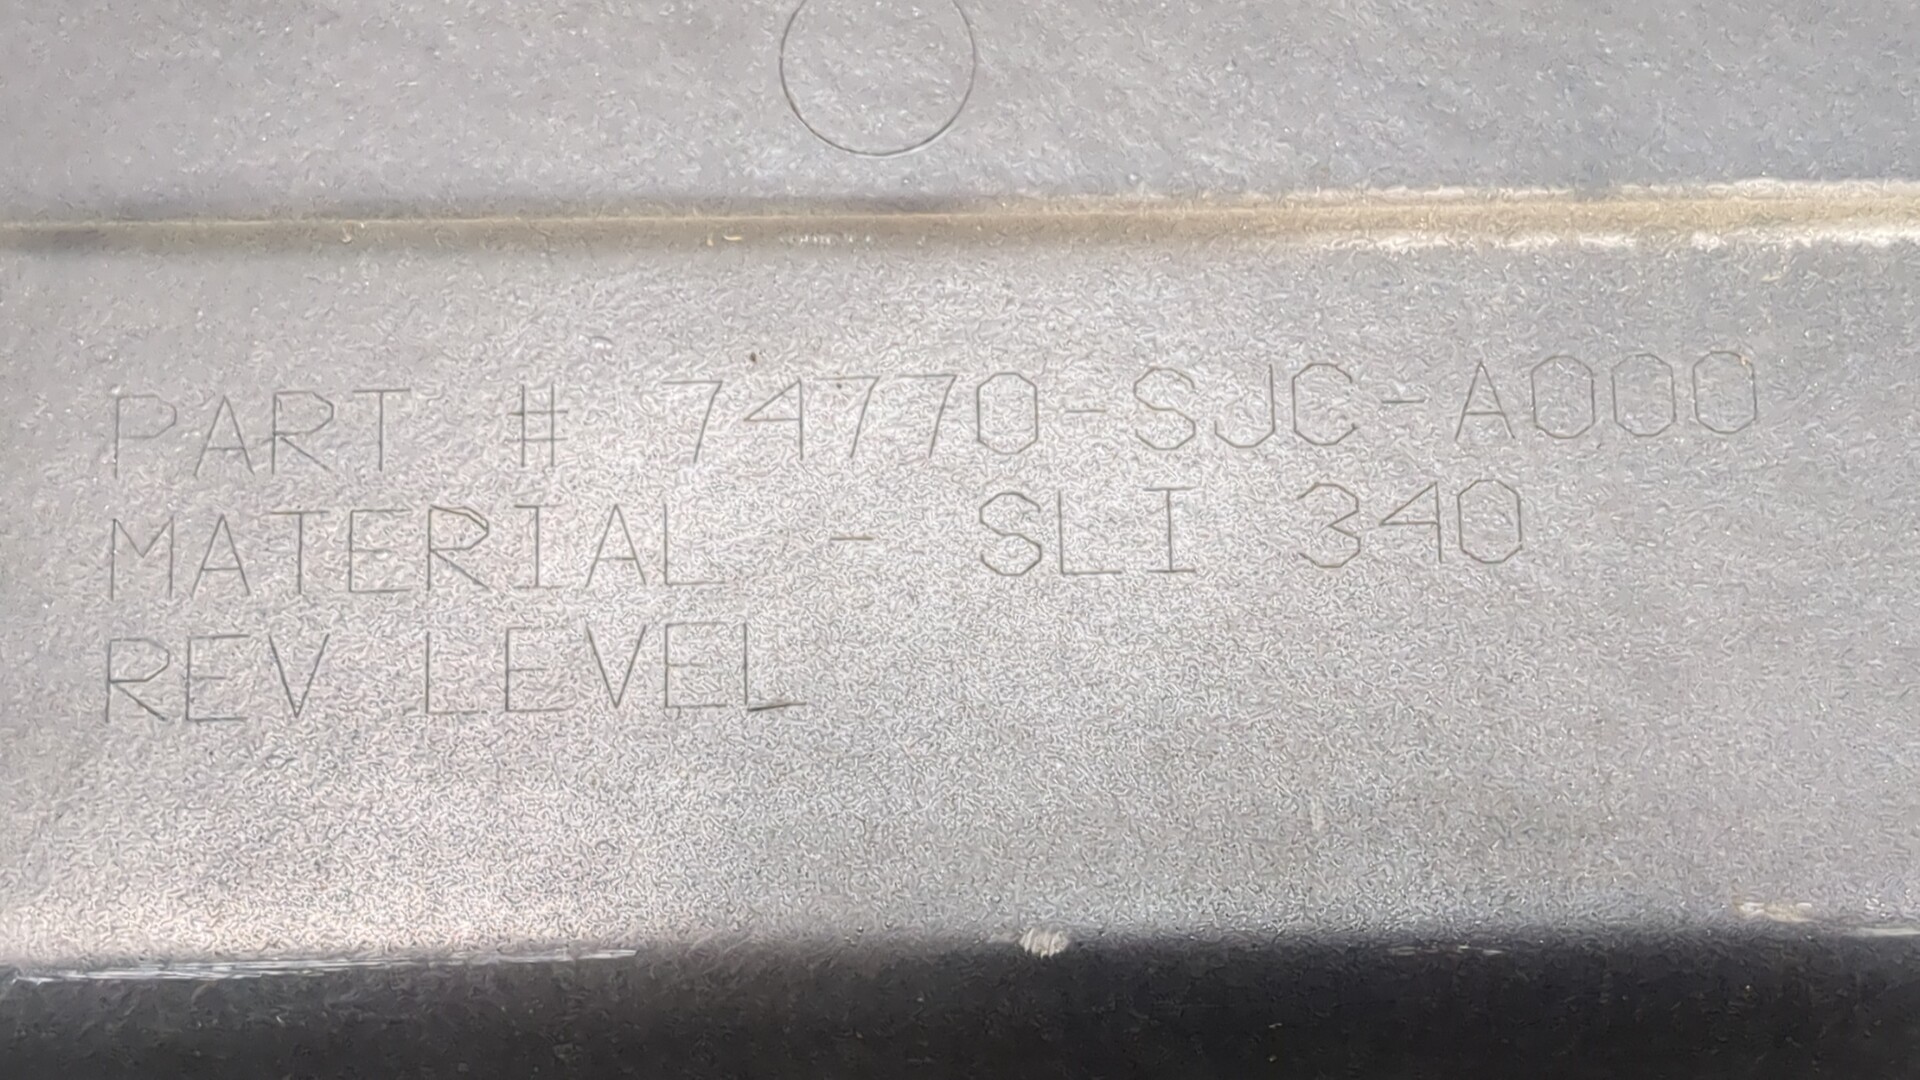 PART # 74770-SJC-A000
MATERIAL - SLI 340
REV LEVEL